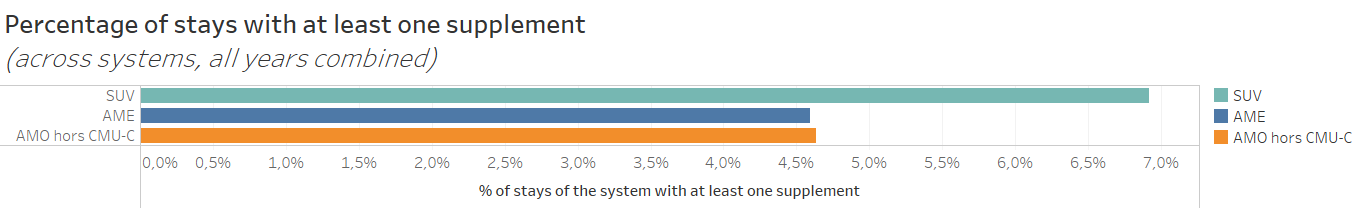 Percentage of stays with at least one supplement
(across systems, all years combined)
SUV
AME
AMO hors CMU-C
0,0% 0,5% 1,0% 1,5% 2,0% 2,5% 3,0% 3,5% 4,0% 4,5% 5,0% 5,5% 6,0% 6,5% 7,0%
% of stays of the system with at least one supplement
SUV
AME
AMO hors CMU-C